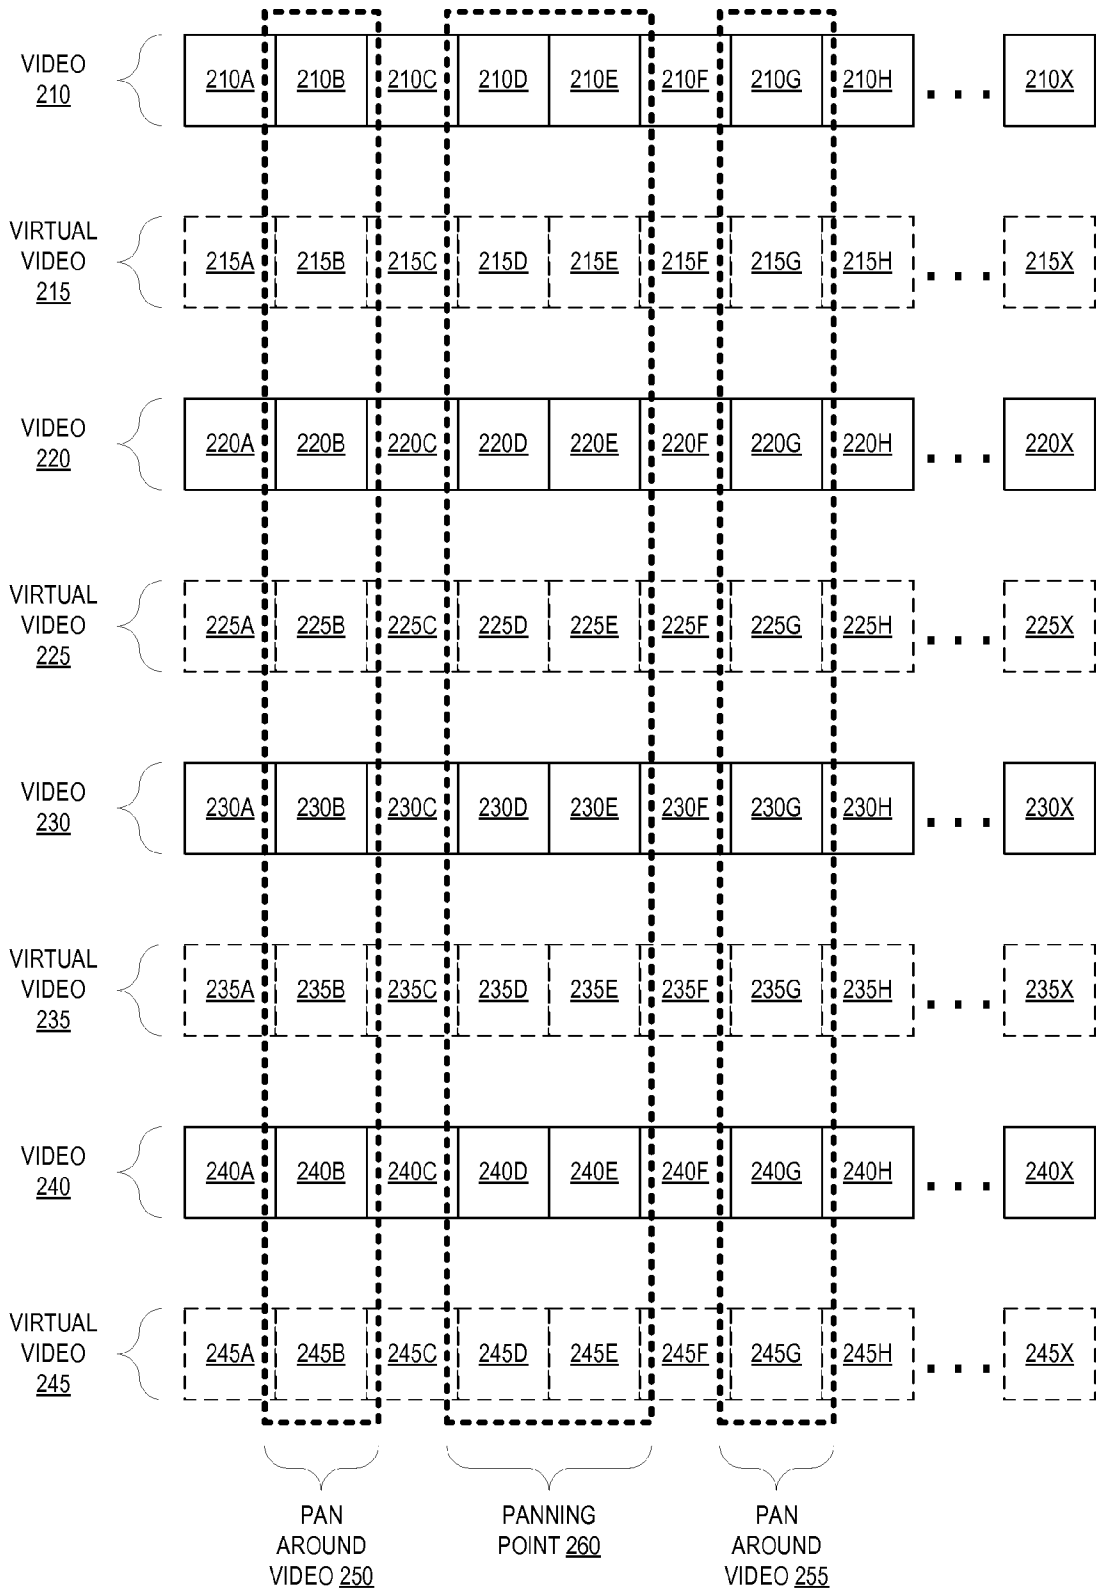 VIDEO
210
210A 210B 210C 210D 210E 210F 210G 210H . . . 210X
VIRTUAL
VIDEO
215
215A 215B 215C 215D 215E 215F 215G 215H . . . 215X
VIDEO
220
220A 220B 220C 220D 220E 220F 220G 220H . . . 220X
VIRTUAL
VIDEO
225
225A 225B 225C 225D 225E 225F 225G 225H . . . 225X
VIDEO
230
230A 230B 230C 230D 230E 230F 230G 230H . . . 230X
VIRTUAL
VIDEO
235
235A 235B 235C 235D 235E 235F 235G 235H . . . 235X
VIDEO
240
240A 240B 240C 240D 240E 240F 240G 240H . . . 240X
VIRTUAL
VIDEO
245
245A 245B 245C 245D 245E 245F 245G 245H . . . 245X
PAN
AROUND
VIDEO 250
PANNING
POINT 260
PAN
AROUND
VIDEO 255